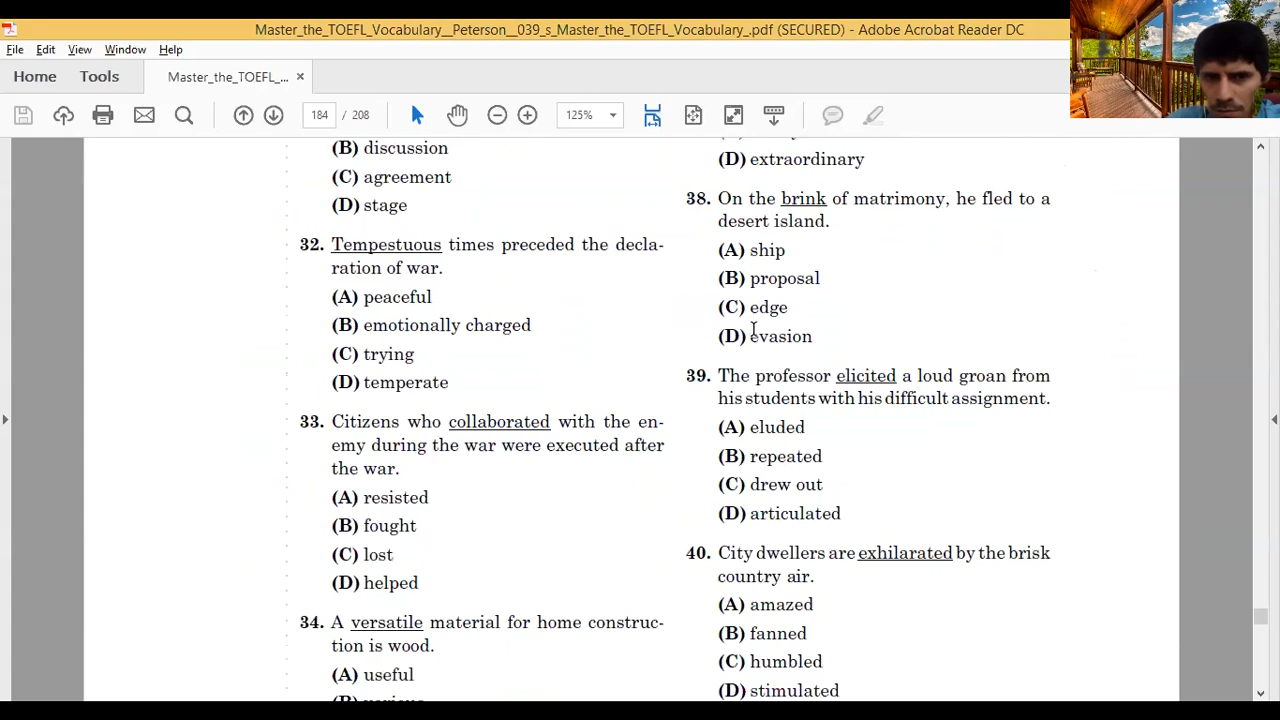 Master_the_TOEFL_Vocabulary__Peterson__039_s_Master_the_TOEFL_Vocabulary_.pdf (SECURED) - Adobe Acrobat Reader DC
File Edit View Window Help
Home Tools Master_the_TOEFL_... ×
184 / 208 125%
(B) discussion
(C) agreement
(D) stage
32. Tempestuous times preceded the decla-
ration of war.
(A) peaceful
(B) emotionally charged
(C) trying
(D) temperate
33. Citizens who collaborated with the en-
emy during the war were executed after
the war.
(A) resisted
(B) fought
(C) lost
(D) helped
34. A versatile material for home construc-
tion is wood.
(A) useful
(D) extraordinary
38. On the brink of matrimony, he fled to a
desert island.
(A) ship
(B) proposal
(C) edge
(D) evasion
39. The professor elicited a loud groan from
his students with his difficult assignment.
(A) eluded
(B) repeated
(C) drew out
(D) articulated
40. City dwellers are exhilarated by the brisk
country air.
(A) amazed
(B) fanned
(C) humbled
(D) stimulated